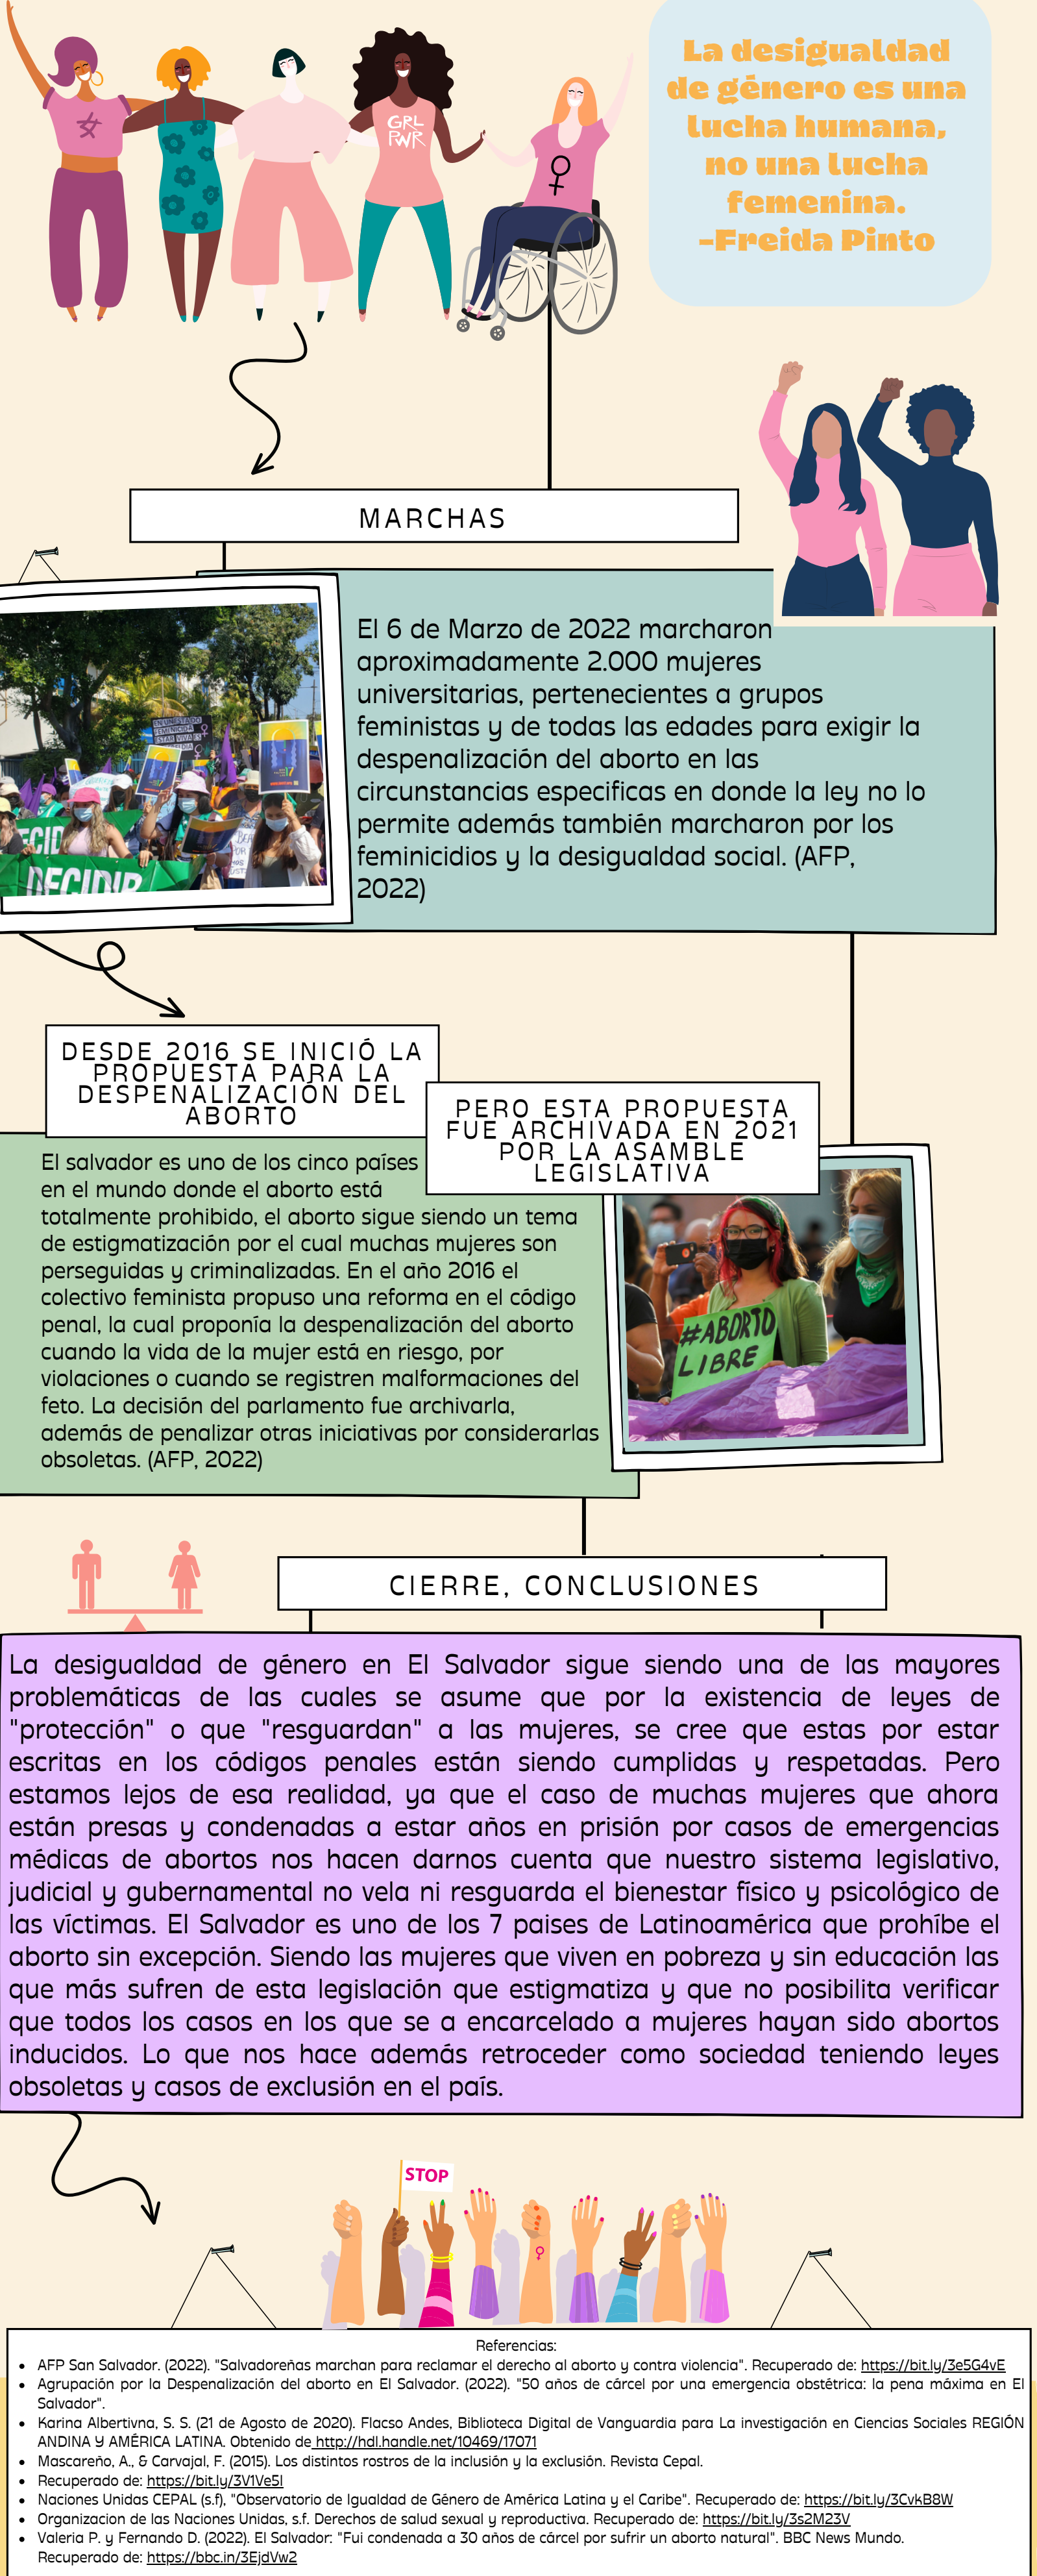 La desigualdad
de género es una
lucha humana,
no una lucha
femenina.
-Freida Pinto
GRL
PWR
MARCHAS
El 6 de Marzo de 2022 marcharon
aproximadamente 2.000 mujeres
universitarias, pertenecientes a grupos
feministas y de todas las edades para exigir la
despenalización del aborto en las
circunstancias especificas en donde la ley no lo
permite además también marcharon por los
feminicidios y la desigualdad social. (AFP,
2022)
EN UN ESTADO
FEMINICIDA
ESTAR VIVA ES
17
ECID
DECIDIR
DESDE 2016 SE INICIÓ LA
PROPUESTA PARA LA
DESPENALIZACIÓN DEL
ABORTO
PERO ESTA PROPUESTA
FUE ARCHIVADA EN 2021
POR LA ASAMBLE
LEGISLATIVA
El salvador es uno de los cinco países
en el mundo donde el aborto está
totalmente prohibido, el aborto sigue siendo un tema
de estigmatización por el cual muchas mujeres son
perseguidas y criminalizadas. En el año 2016 el
colectivo feminista propuso una reforma en el código
penal, la cual proponía la despenalización del aborto
cuando la vida de la mujer está en riesgo, por
violaciones o cuando se registren malformaciones del
feto. La decisión del parlamento fue archivarla,
además de penalizar otras iniciativas por considerarlas
obsoletas. (AFP, 2022)
#ABORTO
LIBRE
CIERRE, CONCLUSIONES
La desigualdad de género en El Salvador sigue siendo una de las mayores
problemáticas de las cuales se asume que por la existencia de leyes de
"protección" o que "resguardan" a las mujeres, se cree que estas por estar
escritas en los códigos penales están siendo cumplidas y respetadas. Pero
estamos lejos de esa realidad, ya que el caso de muchas mujeres que ahora
están presas y condenadas a estar años en prisión por casos de emergencias
médicas de abortos nos hacen darnos cuenta que nuestro sistema legislativo,
judicial y gubernamental no vela ni resguarda el bienestar físico y psicológico de
las víctimas. El Salvador es uno de los 7 paises de Latinoamérica que prohíbe el
aborto sin excepción. Siendo las mujeres que viven en pobreza y sin educación las
que más sufren de esta legislación que estigmatiza y que no posibilita verificar
que todos los casos en los que se a encarcelado a mujeres hayan sido abortos
inducidos. Lo que nos hace además retroceder como sociedad teniendo leyes
obsoletas y casos de exclusión en el país.
STOP
Referencias:
• AFP San Salvador. (2022). "Salvadoreñas marchan para reclamar el derecho al aborto y contra violencia". Recuperado de: https://bit.ly/3e5G4vE
• Agrupación por la Despenalización del aborto en El Salvador. (2022). "50 años de cárcel por una emergencia obstétrica: la pena máxima en El
Salvador".
• Karina Albertivna, S. S. (21 de Agosto de 2020). Flacso Andes, Biblioteca Digital de Vanguardia para La investigación en Ciencias Sociales REGIÓN
ANDINA Y AMÉRICA LATINA. Obtenido de http://hdl.handle.net/10469/17071
• Mascareño, A., & Carvajal, F. (2015). Los distintos rostros de la inclusión y la exclusión. Revista Cepal.
• Recuperado de: https://bit.ly/3V1Ve5I
• Naciones Unidas CEPAL (s.f), "Observatorio de Igualdad de Género de América Latina y el Caribe". Recuperado de: https://bit.ly/3CvkB8W
• Organizacion de las Naciones Unidas, s.f. Derechos de salud sexual y reproductiva. Recuperado de: https://bit.ly/3s2M23V
• Valeria P. y Fernando D. (2022). El Salvador: "Fui condenada a 30 años de cárcel por sufrir un aborto natural". BBC News Mundo.
Recuperado de: https://bbc.in/3EjdVw2